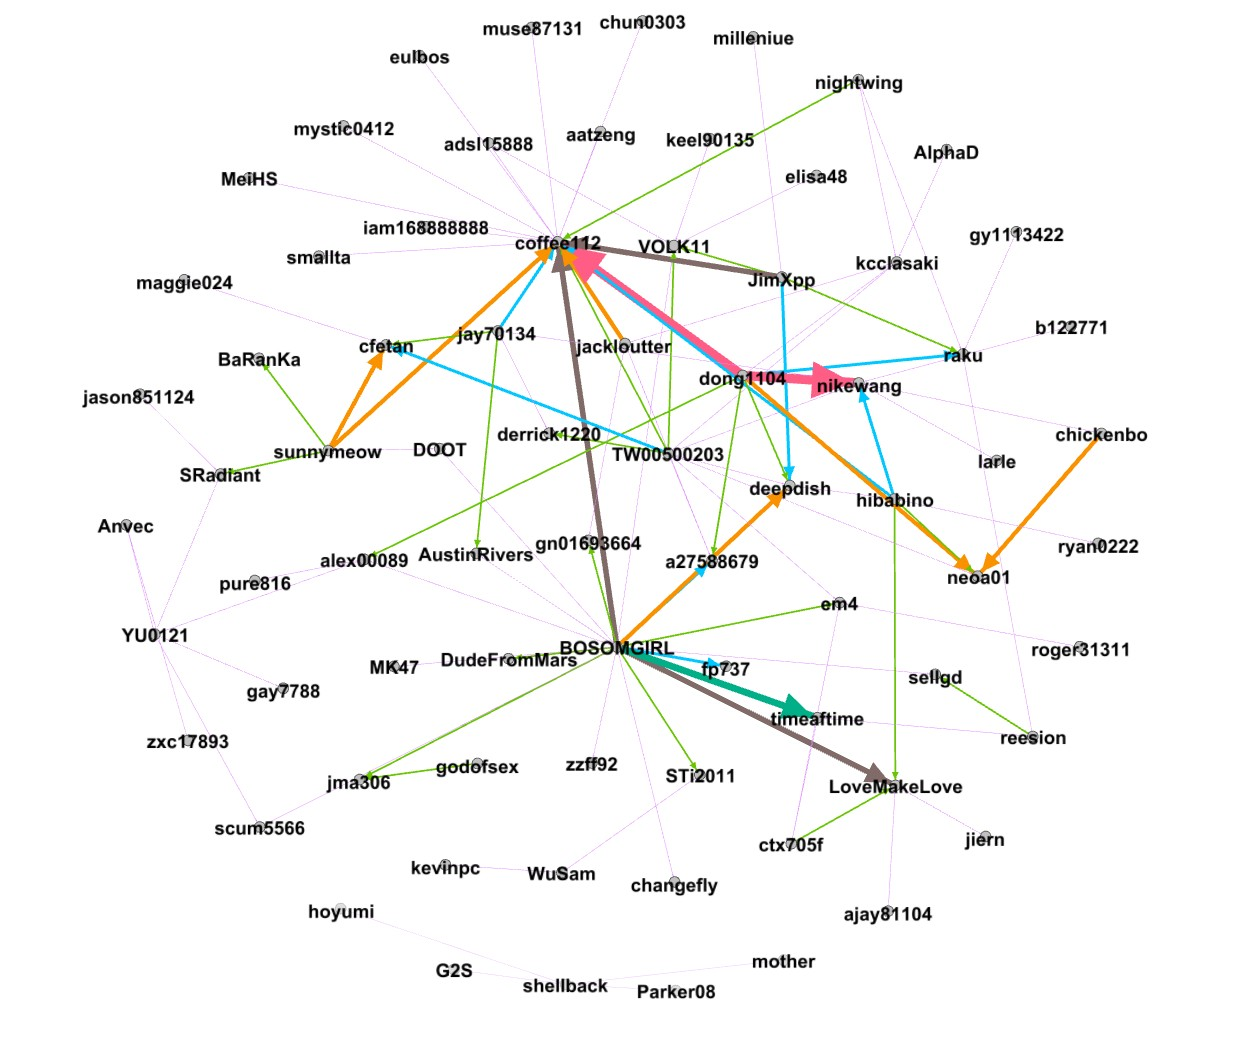 chun0303
muse87131
milleniue
eulbos
nightwing
mystic0412
aatzeng
keel90135
adsl15888
AlphaD
elisa48
MeiHS
iam168888888
gy1113422
coffee112
VOLK11
smallta
kcclasaki
JimXpp
maggie024
b122771
jay70134
cfetan
jackloutter
raku
BaRanKa
dong1104
nikewang
jason851124
derrick1220
chickenbo
DOOT
sunnymeow
TW00500203
larle
SRadiant
deepdish
hibabino
Anvec
gn01693664
ryan0222
AustinRivers
alex00089
a27588679
neoa01
pure816
em4
YU0121
BOSOMGIRL
roger31311
DudeFromMars
MK47
fp737
sellgd
gay7788
timeaftime
reesion
zxc17893
zzff92
godofsex
STi2011
jma306
LoveMakeLove
scum5566
jiern
ctx705f
kevinpc
WuSam
changefly
hoyumi
ajay81104
mother
G2S
shellback
Parker08